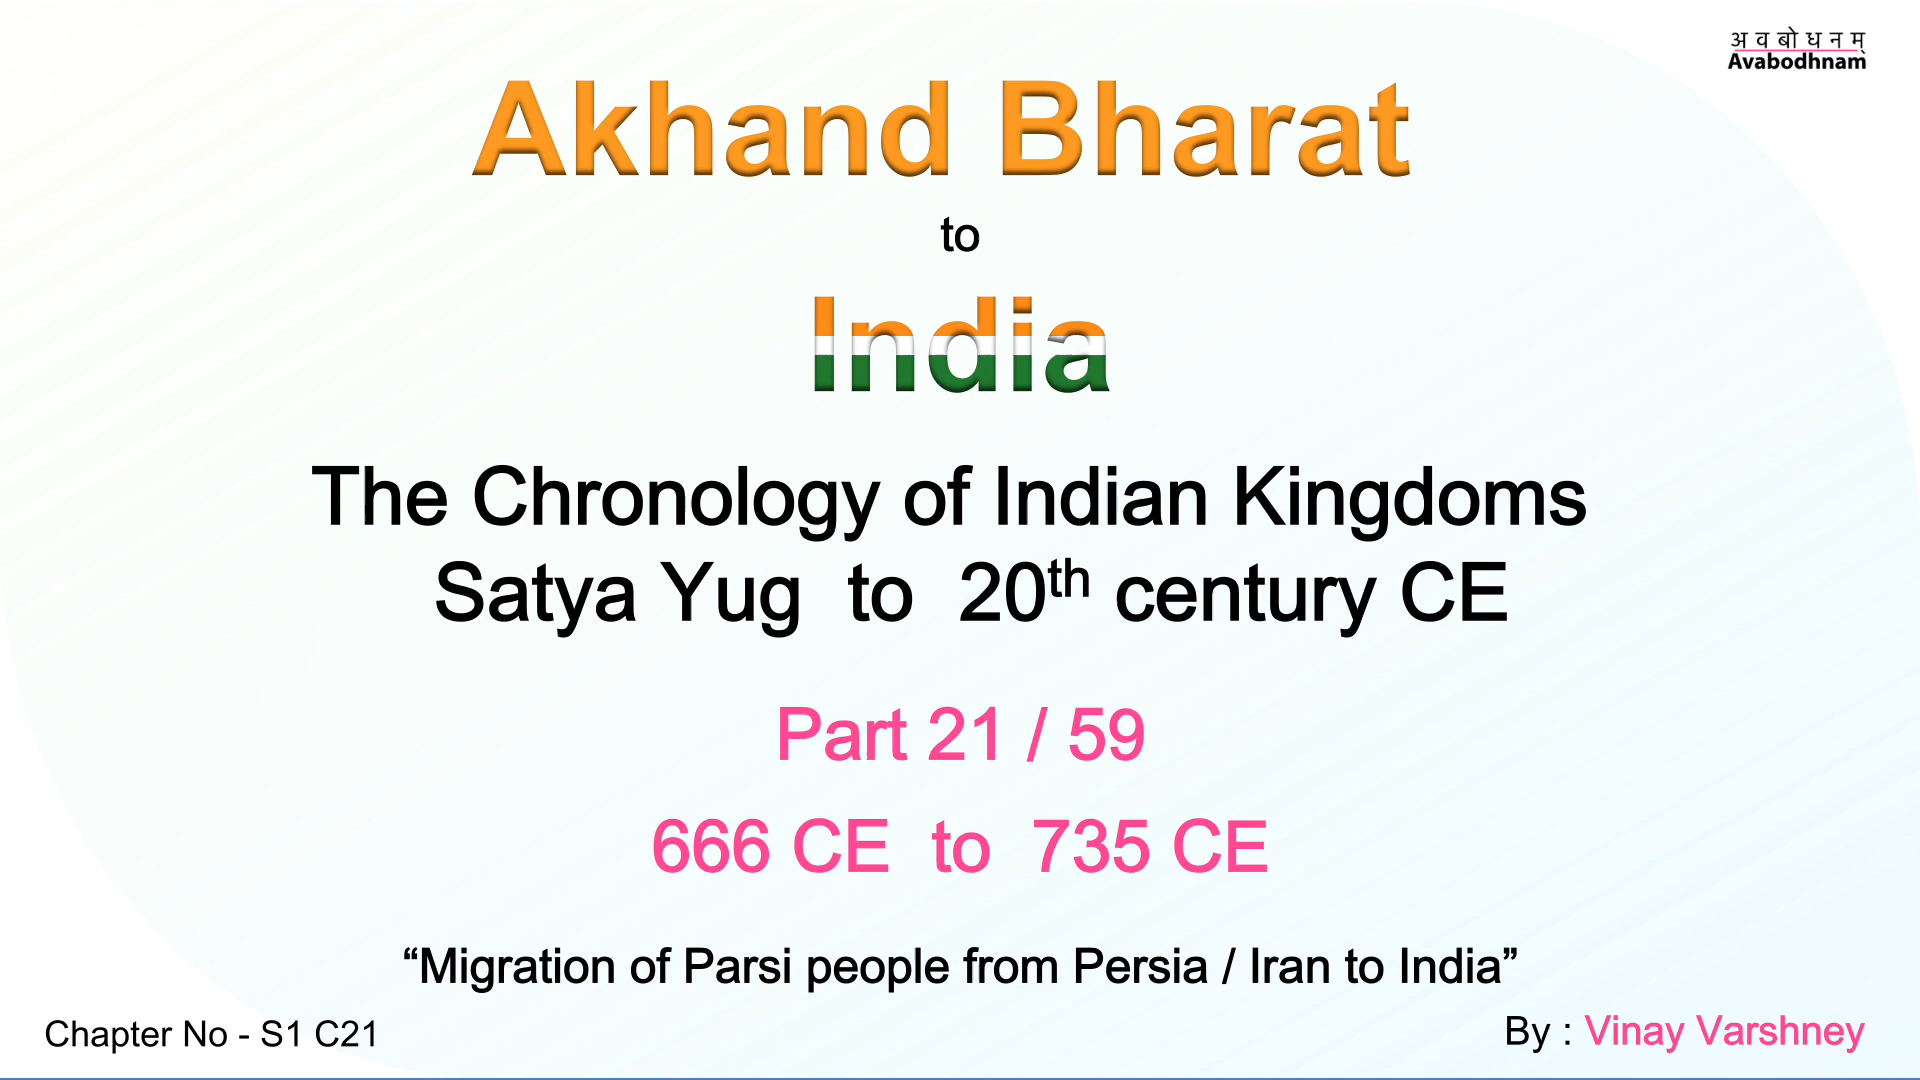 अ व बो ध न म्
Avabodhnam
Akhand Bharat
to
India
The Chronology of Indian Kingdoms
Satya Yug to 20th century CE
Part 21 / 59
666 CE to 735 CE
“Migration of Parsi people from Persia / Iran to India”
Chapter No - S1 C21
By : Vinay Varshney